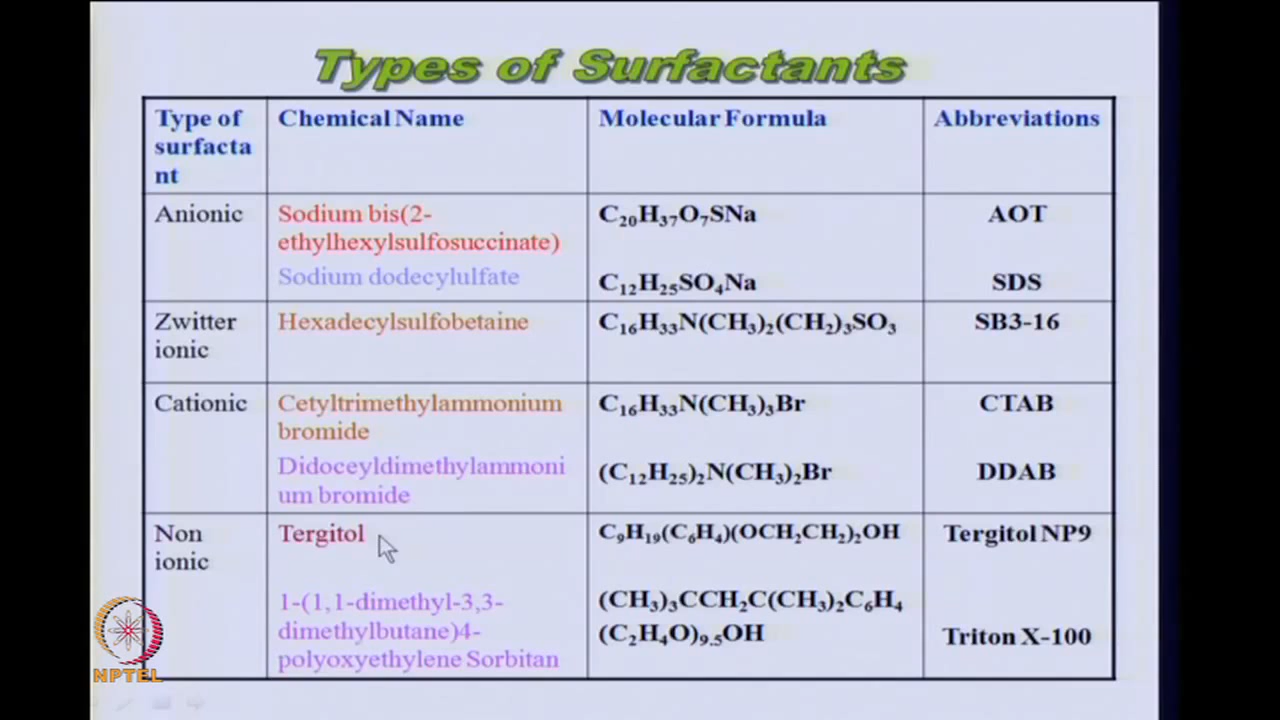 Types of Surfactants
Type of surfacta nt Chemical Name Molecular Formula Abbreviations
Anionic Sodium bis(2- C₂₀H₃₇O₇SNa AOT
ethylhexylsulfosuccinate)
Sodium dodecylulfate C₁₂H₂₅SO₄Na SDS
Zwitter Hexadecylsulfobetaine C₁₆H₃₃N(CH₃)₂(CH₂)₃SO₃ SB3-16
ionic
Cationic Cetyltrimethylammonium C₁₆H₃₃N(CH₃)₃Br CTAB
bromide
Didoceyldimethylammoni (C₁₂H₂₅)₂N(CH₃)₂Br DDAB
um bromide
Non Tergitol C₉H₁₉(C₆H₄)(OCH₂CH₂)₂OH Tergitol NP9
ionic
1-(1,1-dimethyl-3,3- (CH₃)₃CCH₂C(CH₃)₂C₆H₄
dimethylbutane)4- (C₂H₄O)₉.₅OH Triton X-100
polyoxyethylene Sorbitan
NPTEL